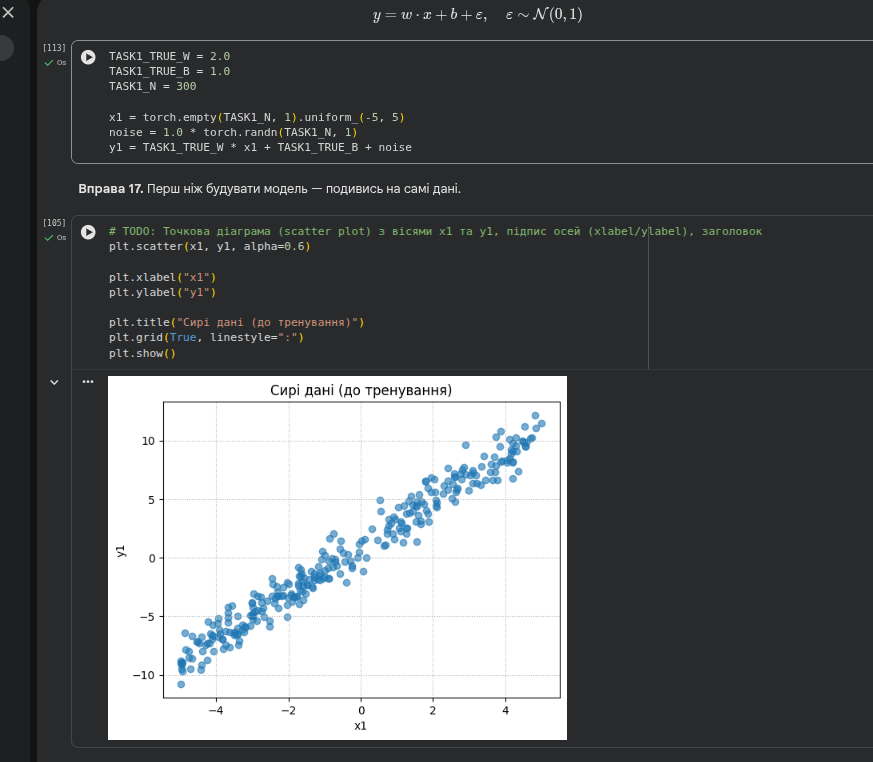 y = w · x + b + ε,   ε ∼ 𝒩(0, 1)
[113]
0s
TASK1_TRUE_W = 2.0
TASK1_TRUE_B = 1.0
TASK1_N = 300
x1 = torch.empty(TASK1_N, 1).uniform_(-5, 5)
noise = 1.0 * torch.randn(TASK1_N, 1)
y1 = TASK1_TRUE_W * x1 + TASK1_TRUE_B + noise
Вправа 17. Перш ніж будувати модель — подивись на самі дані.
[105]
0s
# TODO: Точкова діаграма (scatter plot) з вісями x1 та y1, підпис осей (xlabel/ylabel), заголовок
plt.scatter(x1, y1, alpha=0.6)
plt.xlabel("x1")
plt.ylabel("y1")
plt.title("Сирі дані (до тренування)")
plt.grid(True, linestyle=":")
plt.show()
Сирі дані (до тренування)
10
5
0
−5
−10
y1
−4 −2 0 2 4
x1